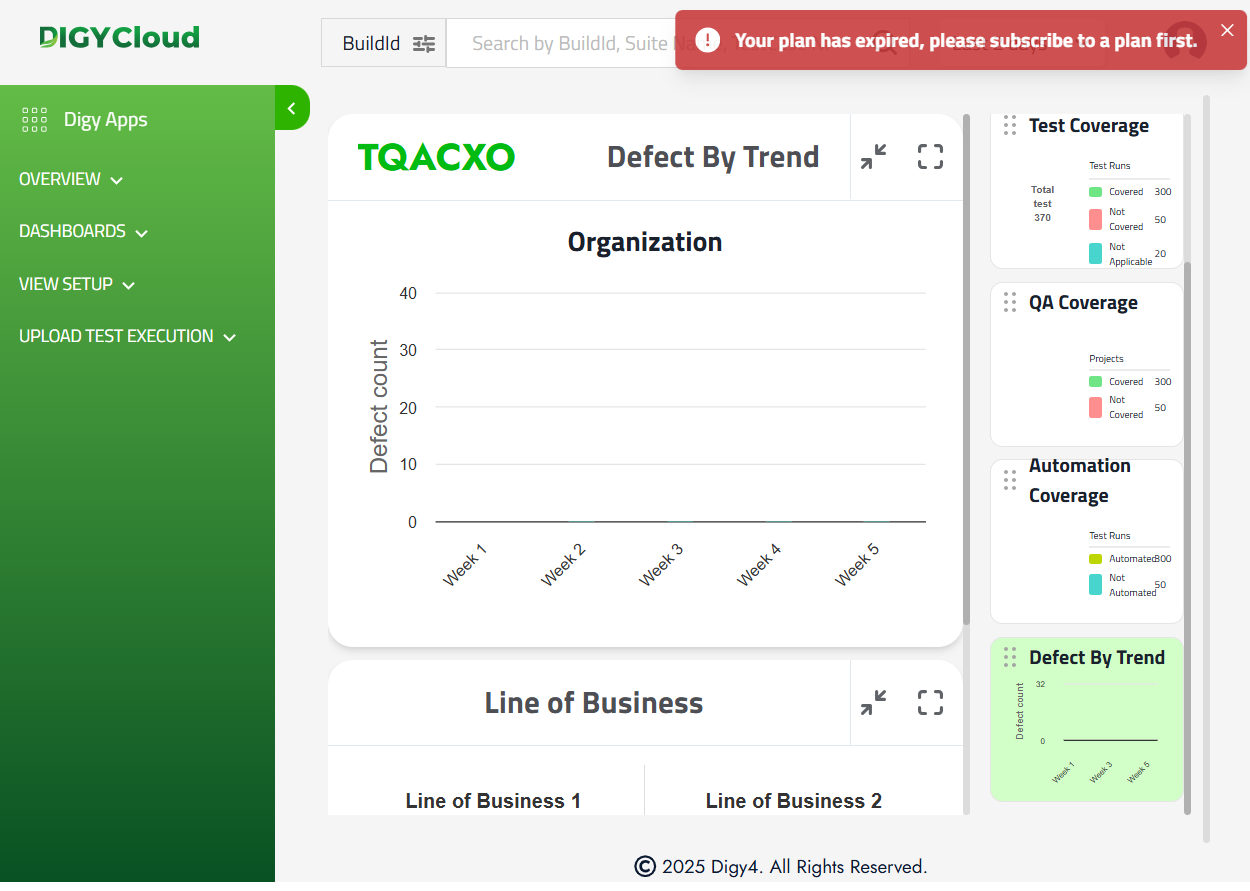 DIGYCloud
BuildId
Search by BuildId, Suite
Your plan has expired, please subscribe to a plan first.
Digy Apps
OVERVIEW
DASHBOARDS
VIEW SETUP
UPLOAD TEST EXECUTION
TQACXO
Defect By Trend
Organization
Defect count
40
30
20
10
0
Week 1
Week 2
Week 3
Week 4
Week 5
Line of Business
Line of Business 1
Line of Business 2
Test Coverage
Total
test
370
Test Runs
Covered 300
Not
Covered
50
Not
Applicable
20
QA Coverage
Projects
Covered 300
Not
Covered
50
Automation
Coverage
Test Runs
Automated 300
Not
Automated
50
Defect By Trend
Defect count
32
0
Week 1
Week 3
Week 5
© 2025 Digy4. All Rights Reserved.